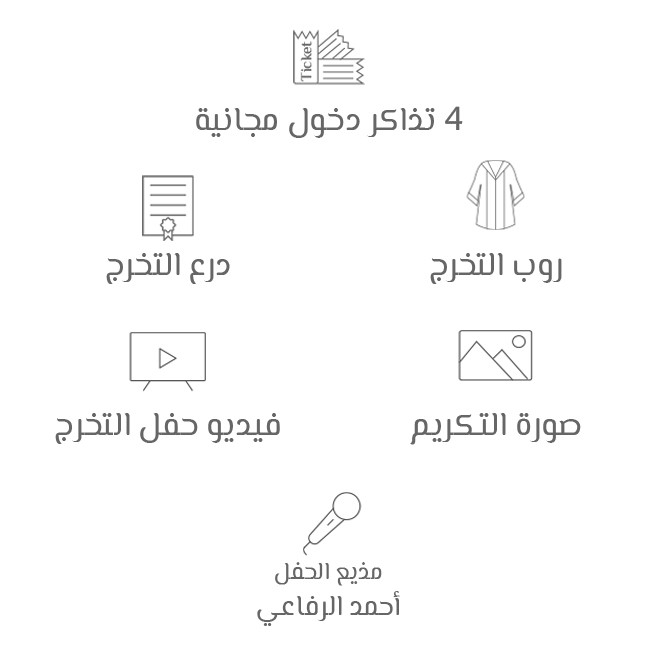 Ticket
4 تذاكر دخول مجانية
روب التخرج
درع التخرج
صورة التكريم
فيديو حفل التخرج
مذيع الحفل
أحمد الرفاعي